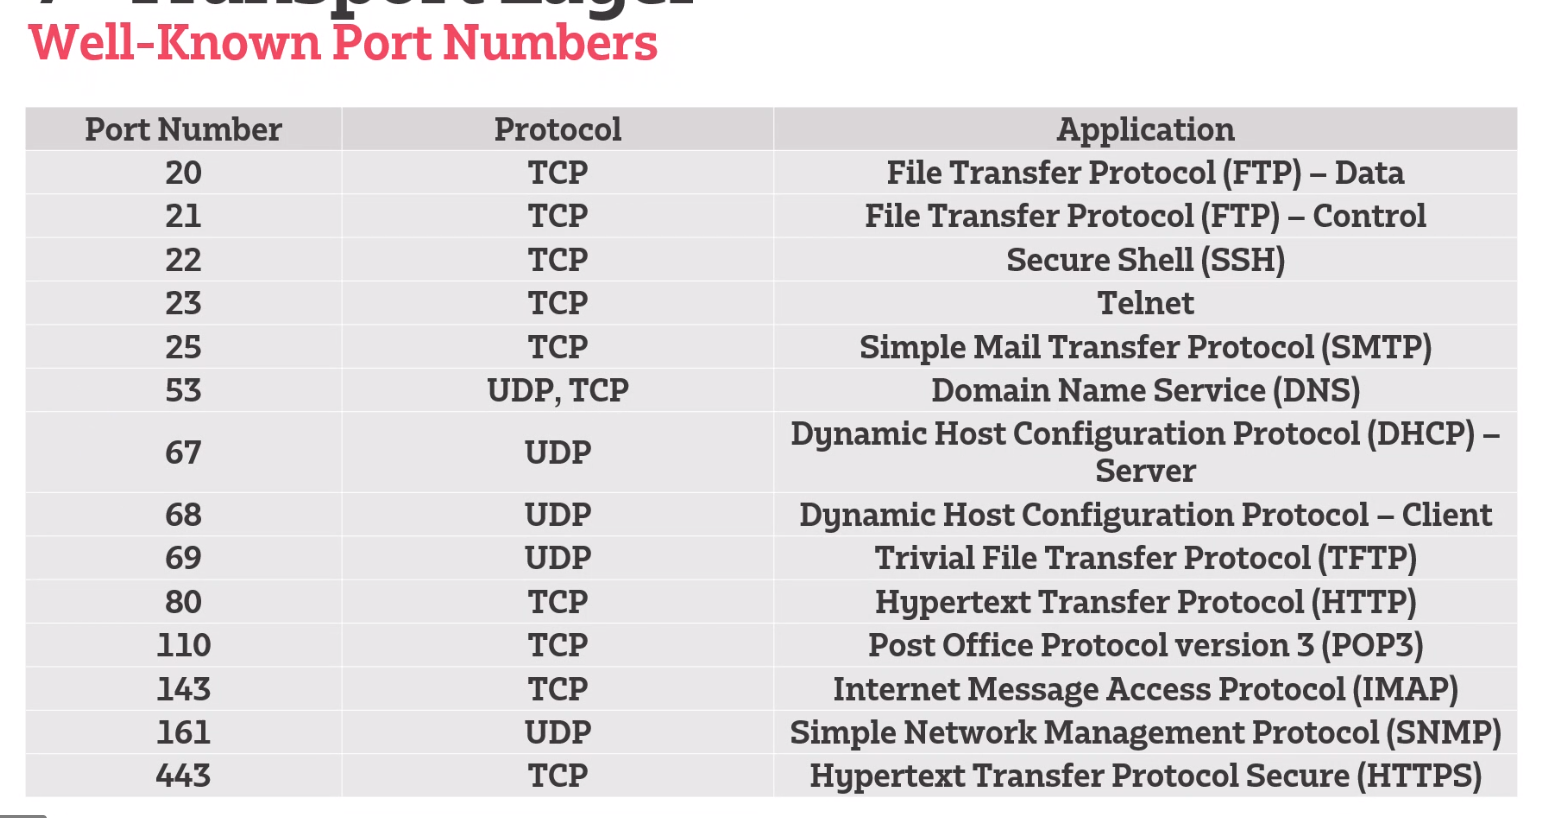 Transport Layer
Well-Known Port Numbers
Port Number Protocol Application
20 TCP File Transfer Protocol (FTP) – Data
21 TCP File Transfer Protocol (FTP) – Control
22 TCP Secure Shell (SSH)
23 TCP Telnet
25 TCP Simple Mail Transfer Protocol (SMTP)
53 UDP, TCP Domain Name Service (DNS)
67 UDP Dynamic Host Configuration Protocol (DHCP) –
Server
68 UDP Dynamic Host Configuration Protocol – Client
69 UDP Trivial File Transfer Protocol (TFTP)
80 TCP Hypertext Transfer Protocol (HTTP)
110 TCP Post Office Protocol version 3 (POP3)
143 TCP Internet Message Access Protocol (IMAP)
161 UDP Simple Network Management Protocol (SNMP)
443 TCP Hypertext Transfer Protocol Secure (HTTPS)